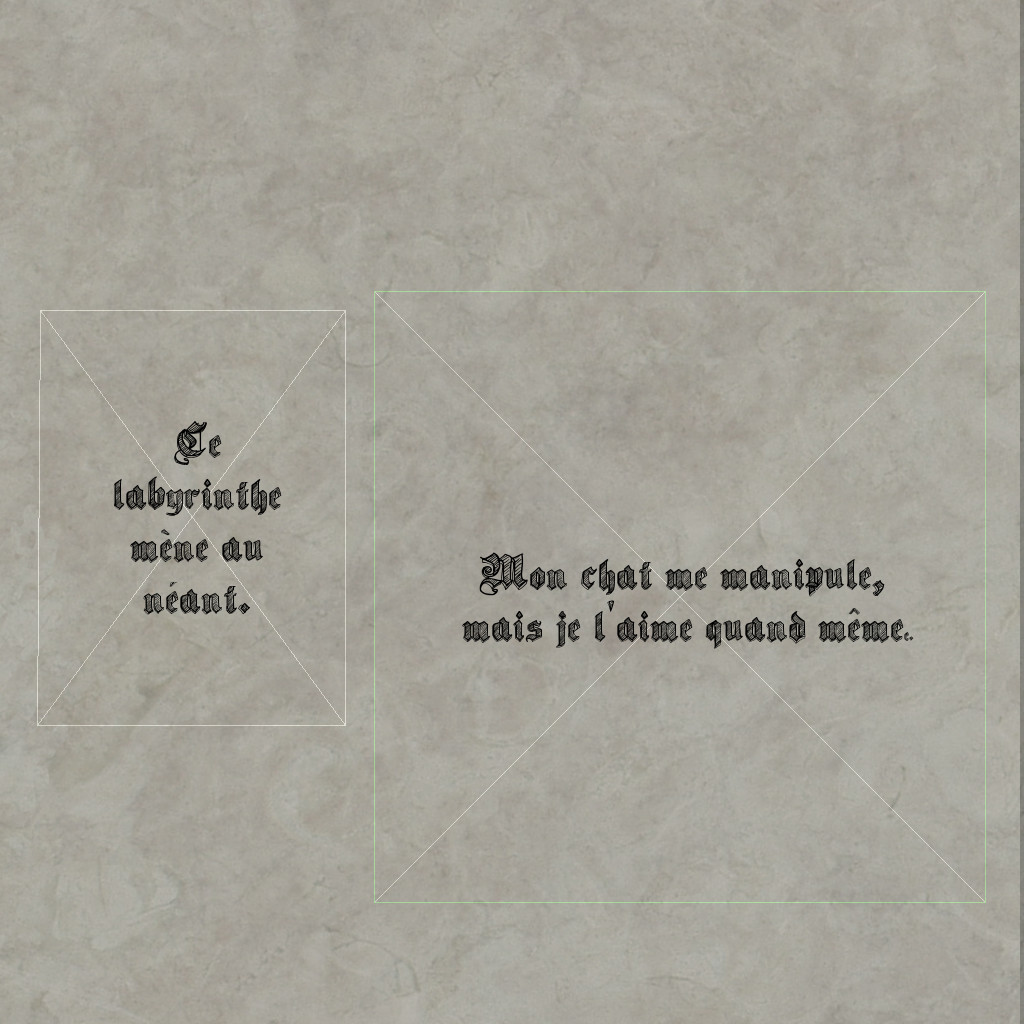 Ce
labyrinthe
mène au
néant.
Mon chat me manipule,
mais je l'aime quand même..